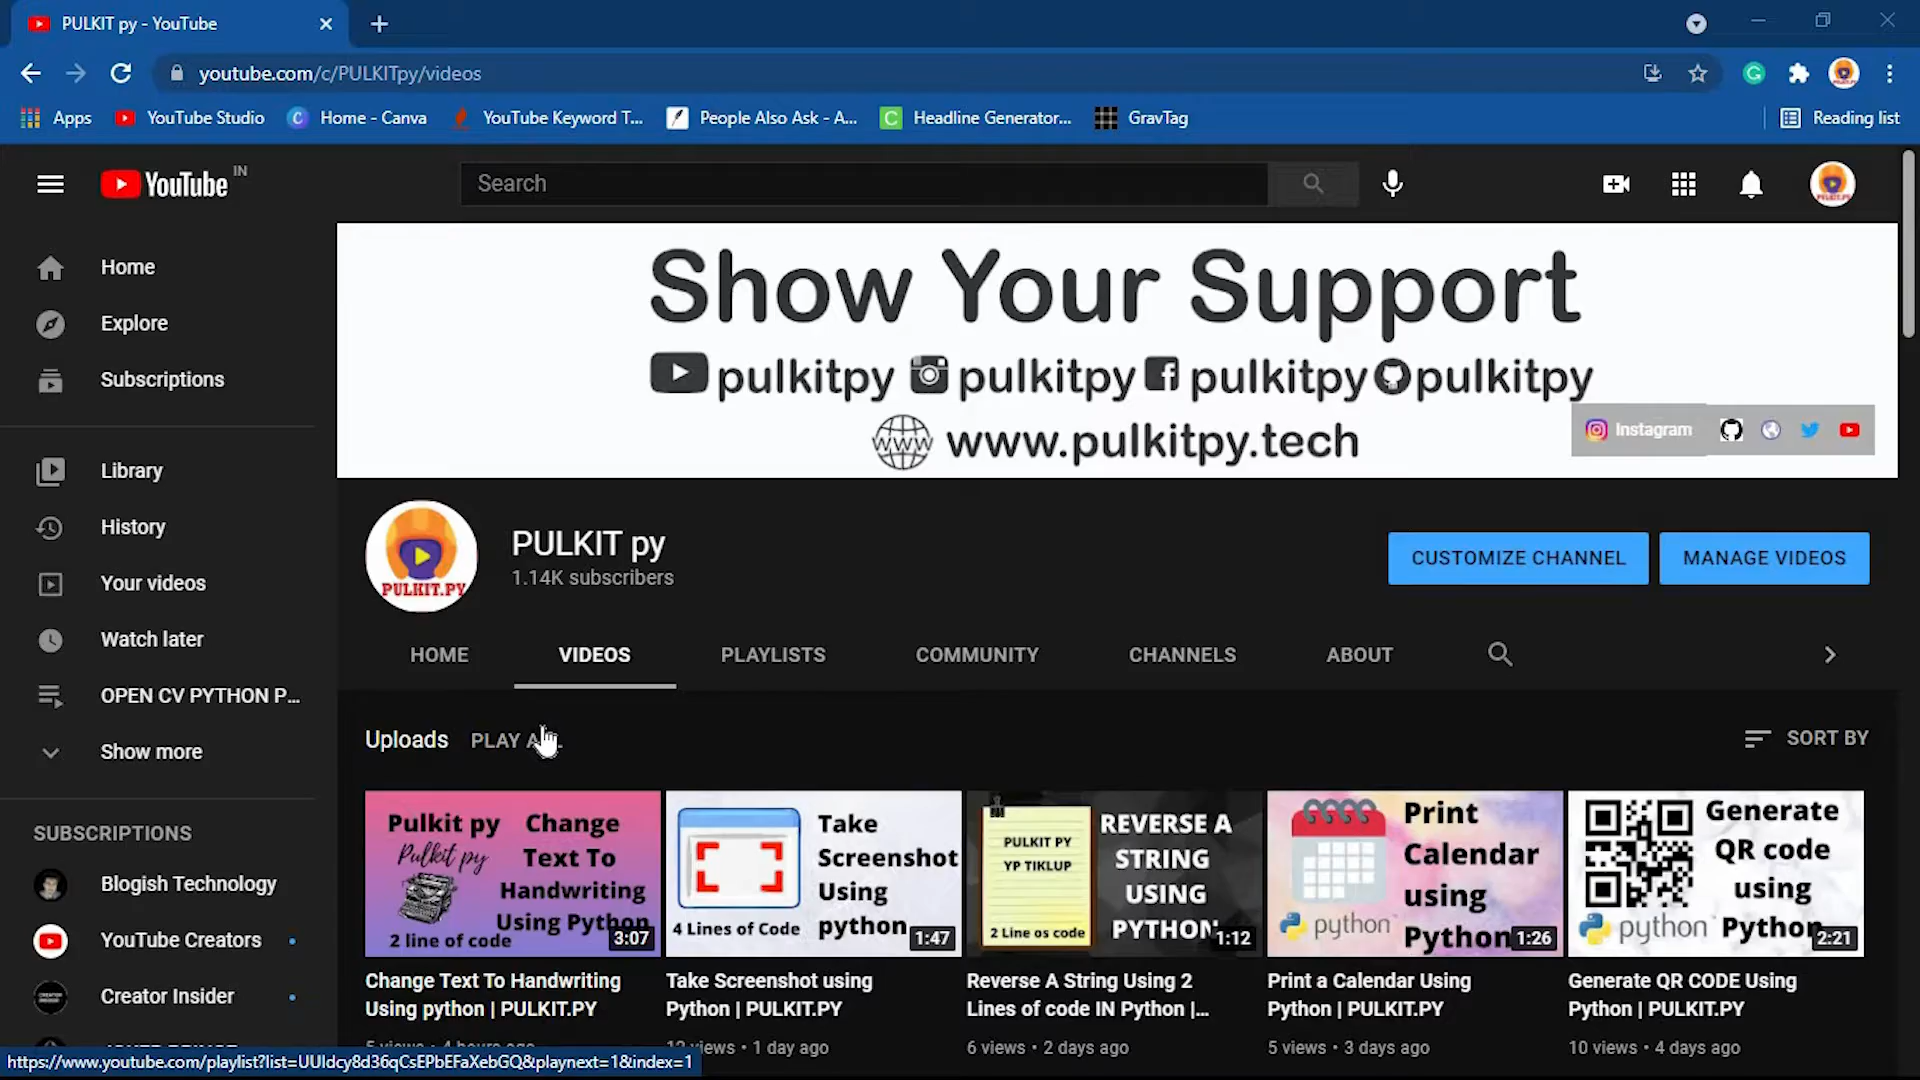 PULKIT py - YouTube
youtube.com/c/PULKITpy/videos
Apps YouTube Studio Home - Canva YouTube Keyword T... People Also Ask - A... Headline Generator... GravTag Reading list
YouTube IN
Search
Home
Explore
Subscriptions
Library
History
Your videos
Watch later
OPEN CV PYTHON P...
Show more
SUBSCRIPTIONS
Blogish Technology
YouTube Creators
Creator Insider
Show Your Support
pulkitpy pulkitpy pulkitpy pulkitpy
www.pulkitpy.tech
Instagram
PULKIT.PY
PULKIT py
1.14K subscribers
CUSTOMIZE CHANNEL MANAGE VIDEOS
HOME VIDEOS PLAYLISTS COMMUNITY CHANNELS ABOUT
Uploads PLAY
SORT BY
Pulkit py
Pulkit py
2 line of code
Change
Text To
Handwriting
Using Python
3:07
Change Text To Handwriting
Using python | PULKIT.PY
4 hours ago
Take
Screenshot
Using
python
4 Lines of Code
1:47
Take Screenshot using
Python | PULKIT.PY
views • 1 day ago
PULKIT PY
YP TIKLUP
2 Line os code
REVERSE A
STRING
USING
PYTHON
1:12
Reverse A String Using 2
Lines of code IN Python |...
6 views • 2 days ago
Print
Calendar
using
Python
python
1:26
Print a Calendar Using
Python | PULKIT.PY
5 views • 3 days ago
Generate
QR code
using
Python
python
2:21
Generate QR CODE Using
Python | PULKIT.PY
10 views • 4 days ago
https://www.youtube.com/playlist?list=UUIdcy8d36qCsEPbEFaXebGQ&playnext=1&index=1